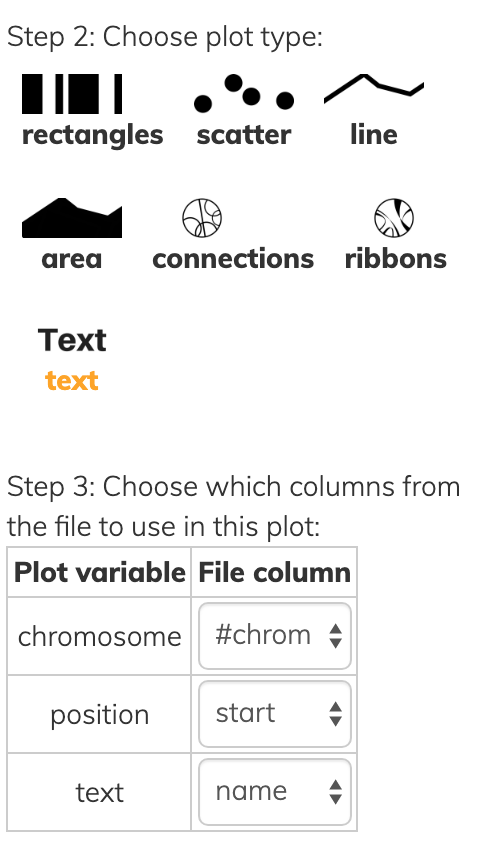 Step 2: Choose plot type:
rectangles scatter line
area connections ribbons
Text
text
Step 3: Choose which columns from
the file to use in this plot:
Plot variable File column
chromosome #chrom
position start
text name